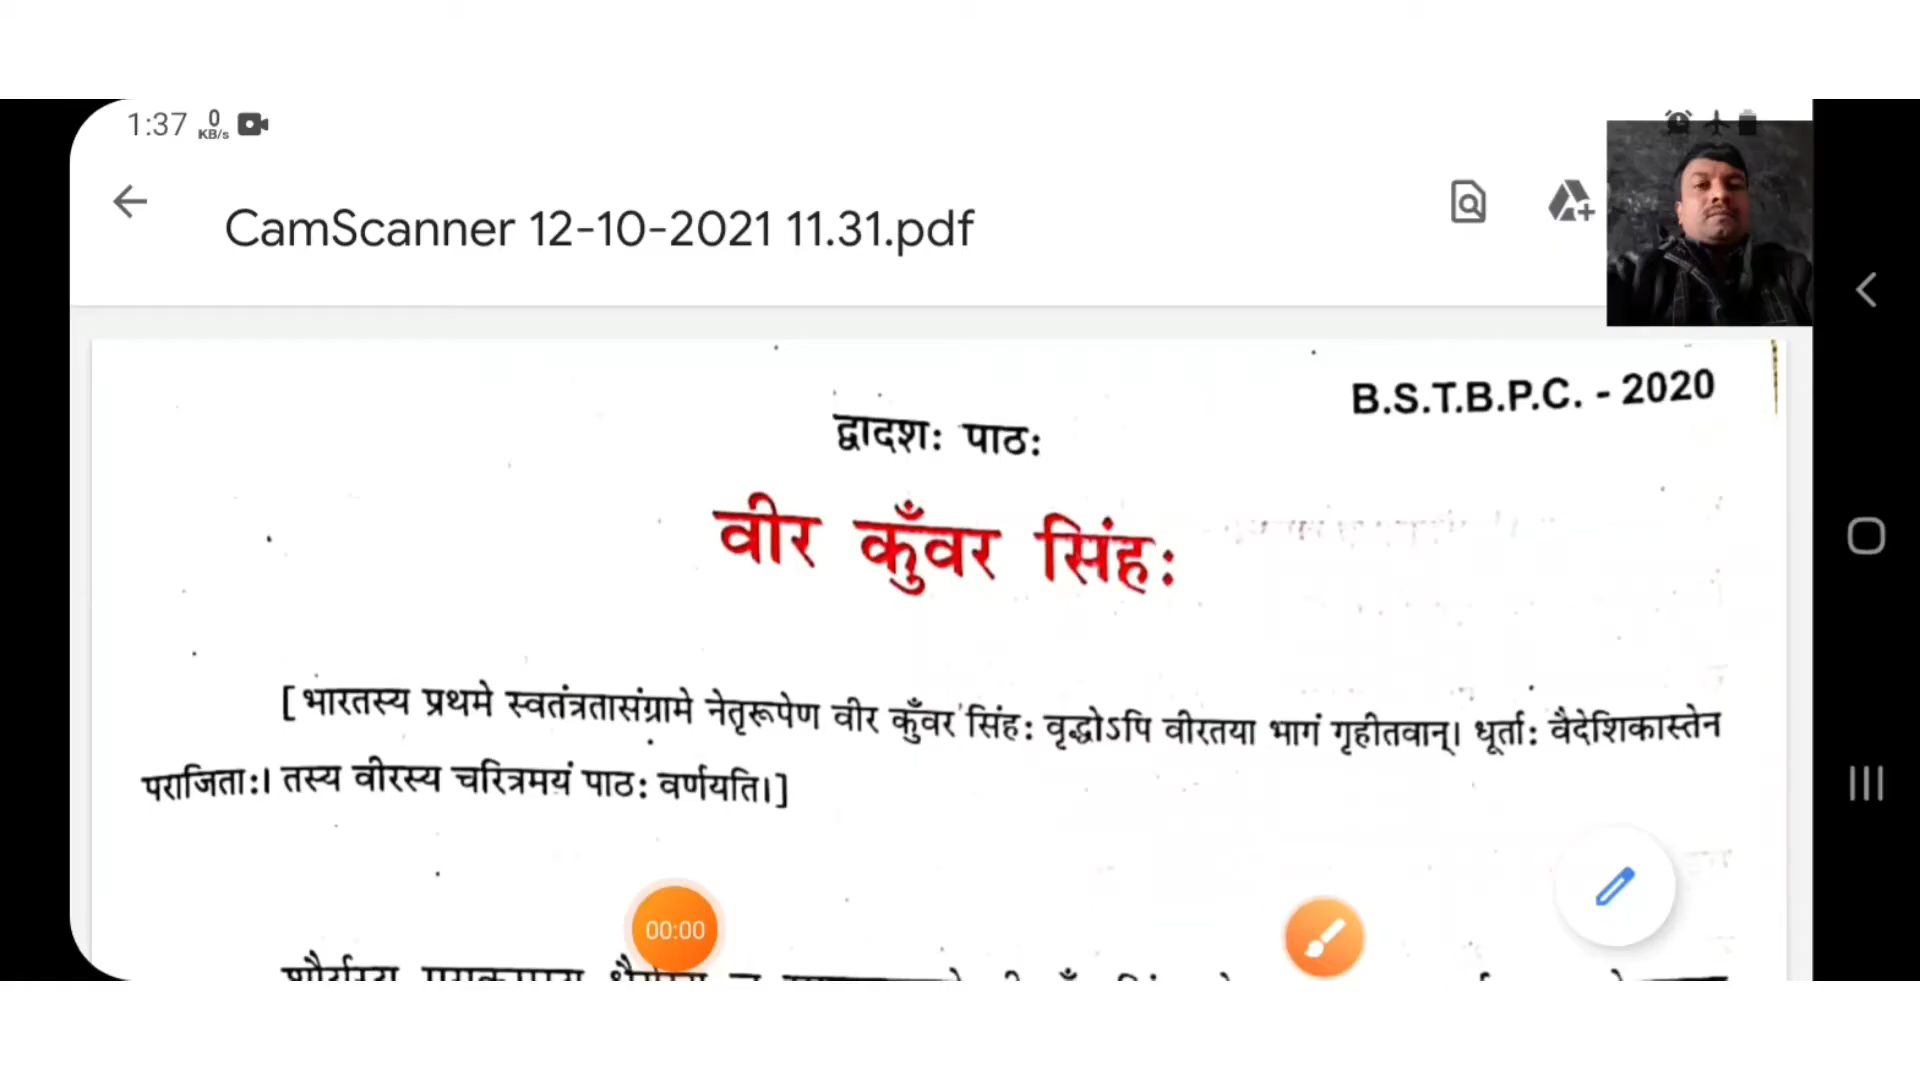 1:37 0 KB/s
CamScanner 12-10-2021 11.31.pdf
B.S.T.B.P.C. - 2020
द्वादशः पाठः
वीर कुँवर सिंहः
[ भारतस्य प्रथमे स्वतंत्रतासंग्रामे नेतृरूपेण वीर कुँवर सिंहः वृद्धोऽपि वीरतया भागं गृहीतवान्। धूर्ताः वैदेशिकास्तेन
पराजिताः। तस्य वीरस्य चरित्रमयं पाठः वर्णयति।]
00:00